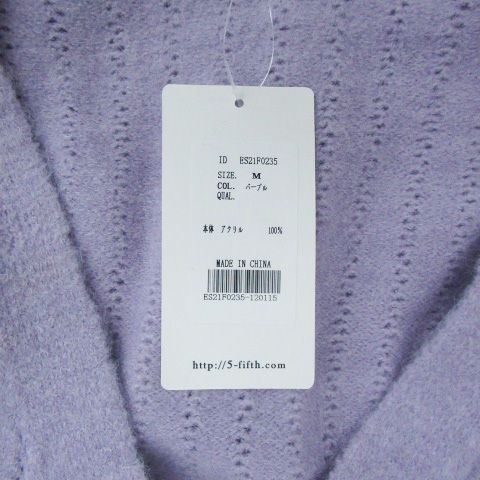 ID ES21F0235
SIZE. M
COL. パープル
QUAL.
本体 アクリル 100%
MADE IN CHINA
ES21F0235-120115
http://5-fifth.com